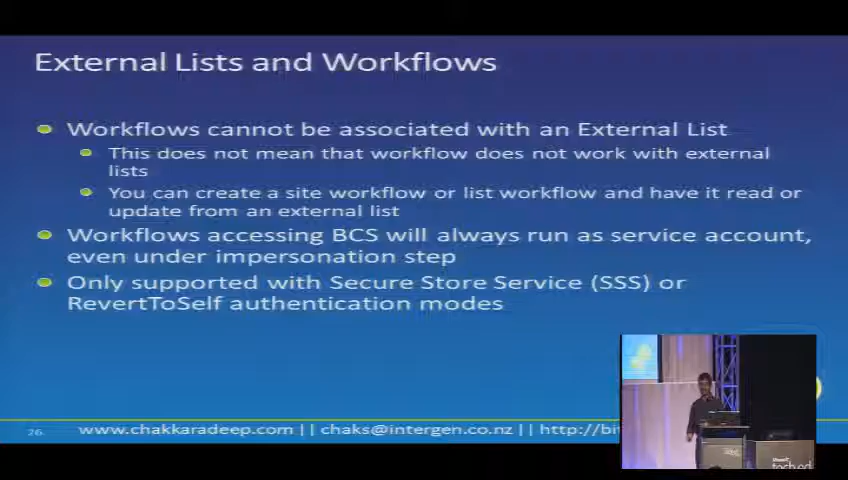 External Lists and Workflows
Workflows cannot be associated with an External List
This does not mean that workflow does not work with external
lists
You can create a site workflow or list workflow and have it read or
update from an external list
Workflows accessing BCS will always run as service account,
even under impersonation step
Only supported with Secure Store Service (SSS) or
RevertToSelf authentication modes
26 www.chakkaradeep.com || chaks@intergen.co.nz || http://bi
tech.ed